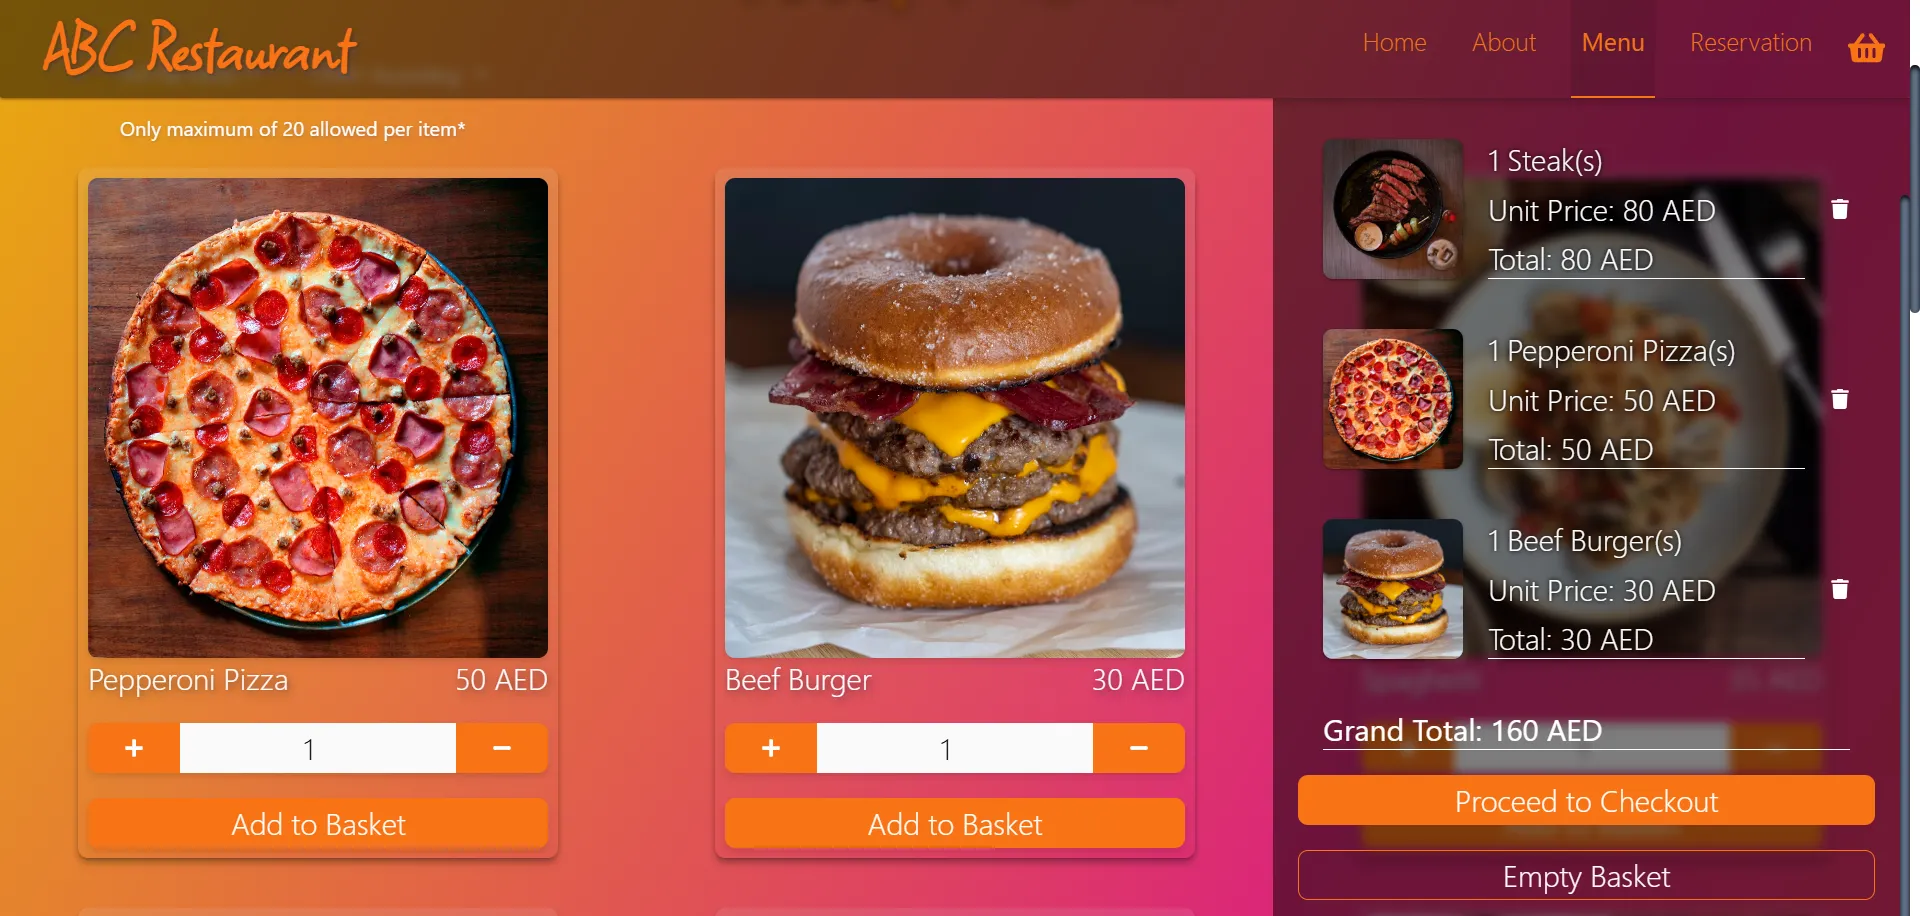 ABC Restaurant
Home
About
Menu
Reservation
Only maximum of 20 allowed per item*
Pepperoni Pizza
50 AED
+
1
−
Add to Basket
Beef Burger
30 AED
+
1
−
Add to Basket
1 Steak(s)
Unit Price: 80 AED
Total: 80 AED
1 Pepperoni Pizza(s)
Unit Price: 50 AED
Total: 50 AED
1 Beef Burger(s)
Unit Price: 30 AED
Total: 30 AED
Grand Total: 160 AED
Proceed to Checkout
Empty Basket